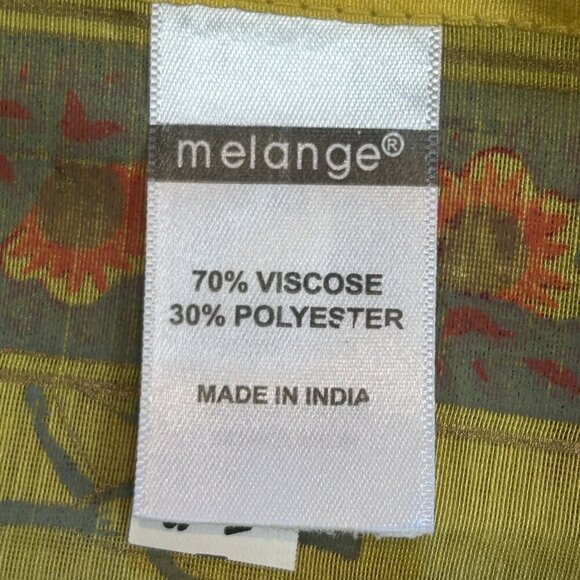 melange®
70% VISCOSE
30% POLYESTER
MADE IN INDIA